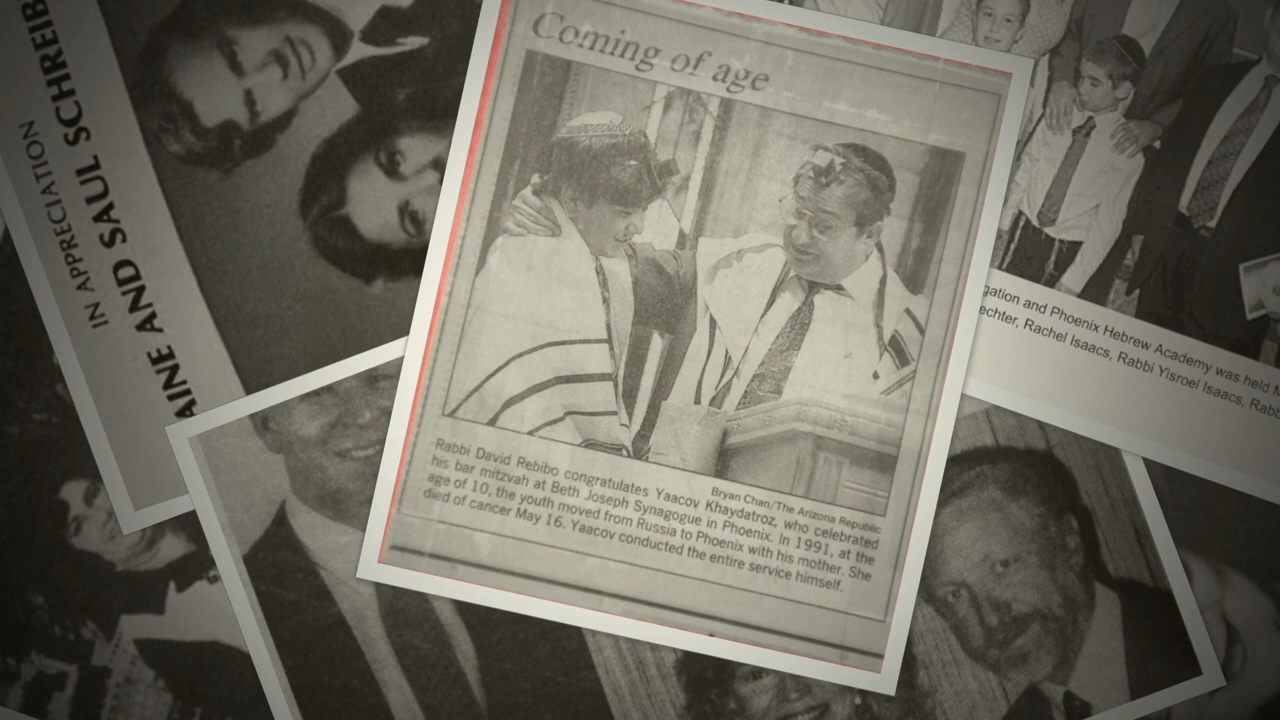 IN APPRECIATION
AINE AND SAUL SCHREIB
Coming of age
Bryan Chan/The Arizona Republic
Rabbi David Rebibo congratulates Yaacov Khaydatroz, who celebrated
his bar mitzvah at Beth Joseph Synagogue in Phoenix. In 1991, at the
age of 10, the youth moved from Russia to Phoenix with his mother. She
died of cancer May 16. Yaacov conducted the entire service himself.
gation and Phoenix Hebrew Academy was held M
echter, Rachel Isaacs, Rabbi Yisroel Isaacs, Rabb